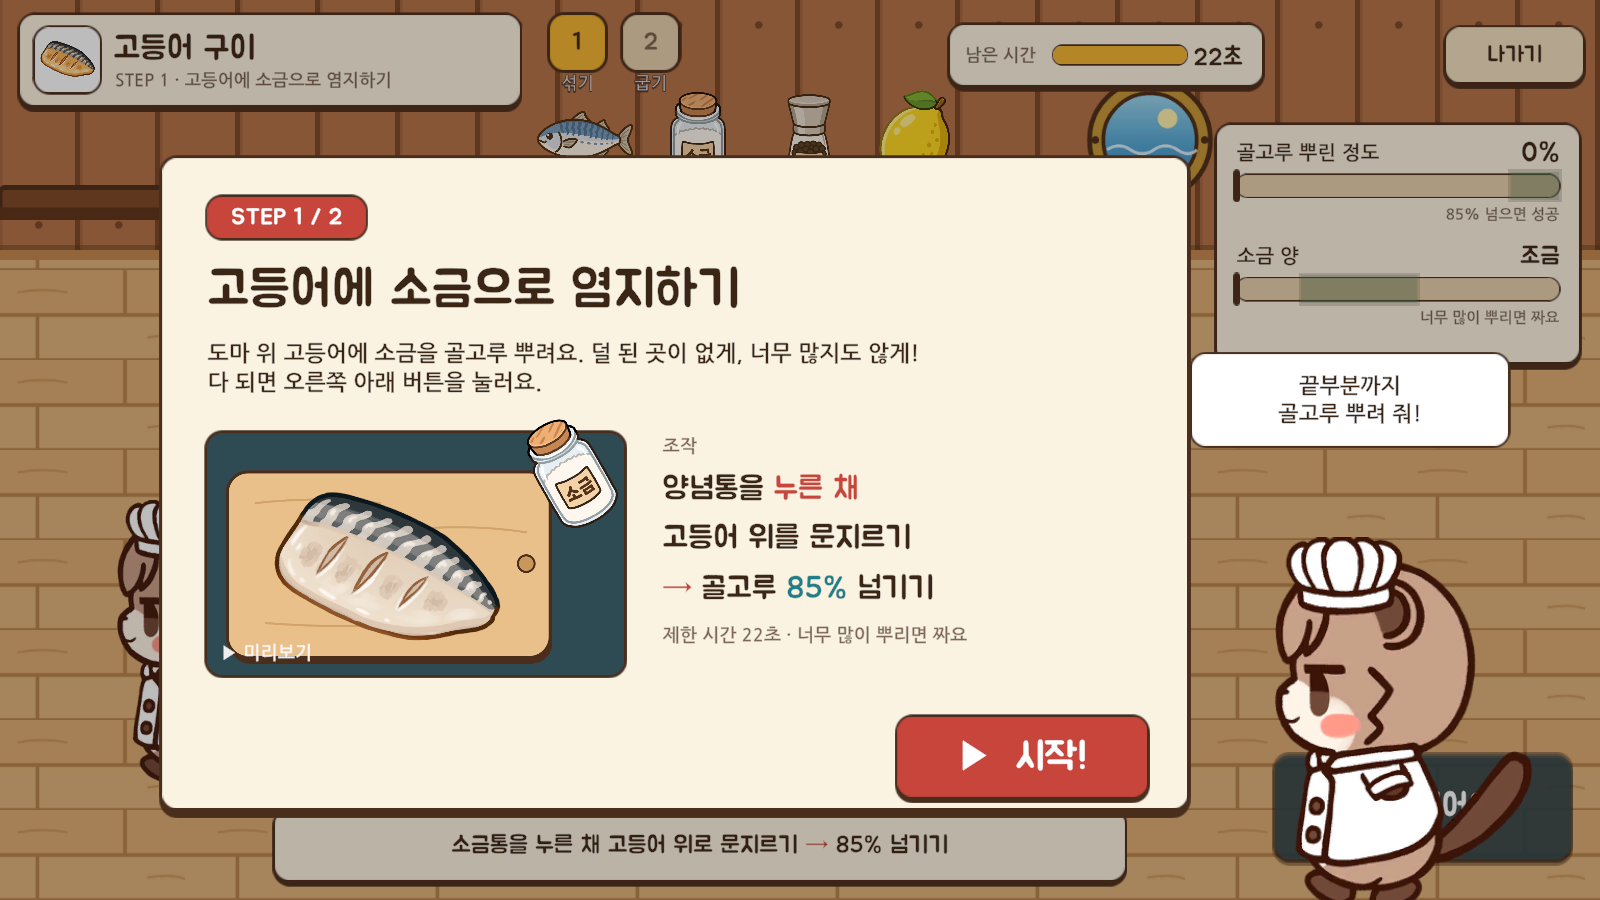 고등어 구이
STEP 1 · 고등어에 소금으로 염지하기
1
섞기
2
굽기
남은 시간
22초
나가기
소금
골고루 뿌린 정도
0%
85% 넘으면 성공
소금 양
조금
너무 많이 뿌리면 짜요
끝부분까지
골고루 뿌려 줘!
STEP 1 / 2
고등어에 소금으로 염지하기
도마 위 고등어에 소금을 골고루 뿌려요. 덜 된 곳이 없게, 너무 많지도 않게!
다 되면 오른쪽 아래 버튼을 눌러요.
소금
▶ 미리보기
조작
양념통을 누른 채
고등어 위를 문지르기
→ 골고루 85% 넘기기
제한 시간 22초 · 너무 많이 뿌리면 짜요
▶ 시작!
소금통을 누른 채 고등어 위로 문지르기 → 85% 넘기기